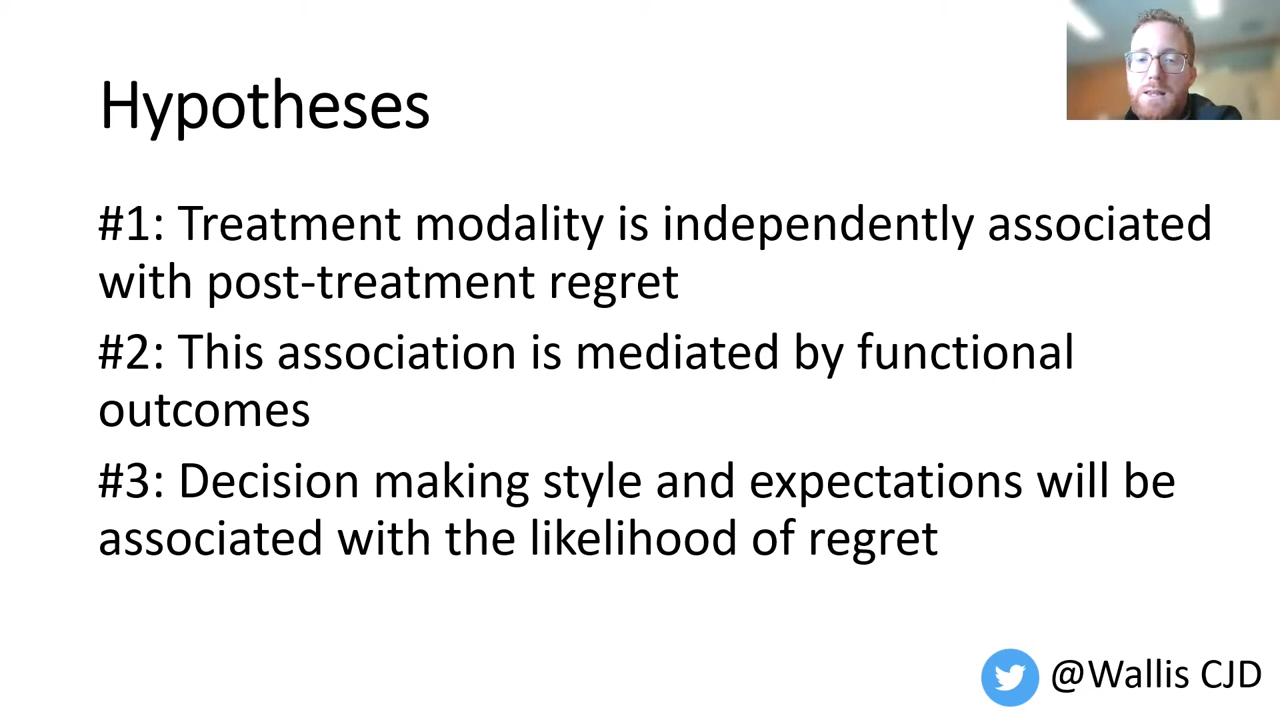 Hypotheses
#1: Treatment modality is independently associated
with post-treatment regret
#2: This association is mediated by functional
outcomes
#3: Decision making style and expectations will be
associated with the likelihood of regret
@Wallis CJD